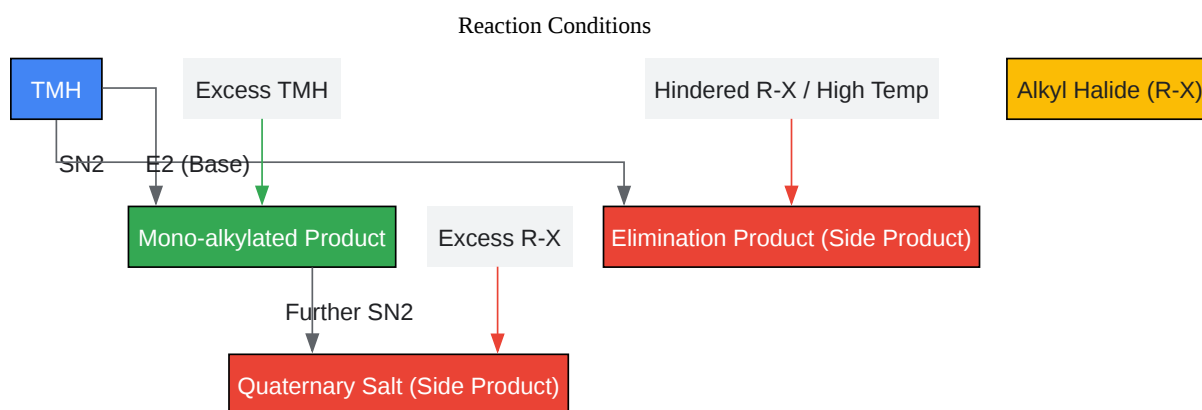 Reaction Conditions
TMH
Excess TMH
Hindered R-X / High Temp
Alkyl Halide (R-X)
SN2
E2 (Base)
Mono-alkylated Product
Excess R-X
Elimination Product (Side Product)
Further SN2
Quaternary Salt (Side Product)